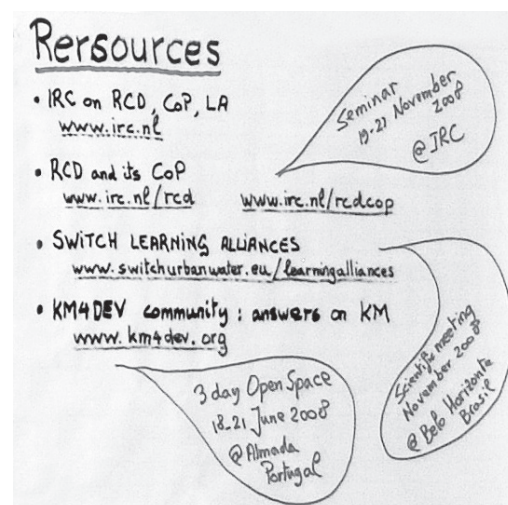 Rersources
• IRC on RCD, CoP, LA
www.irc.nl
Seminar
19-21 November
2008
@ IRC
• RCD and its CoP
www.irc.nl/rcd www.irc.nl/rcdcop
• SWITCH LEARNING ALLIANCES
www.switchurbanwater.eu/learningalliances
Scientific meeting
November 2008
@ Belo Horizonte
Brasil
• KM4DEV community : answers on KM
www.km4dev.org
3 day Open Space
18-21 June 2008
@ Almada
Portugal